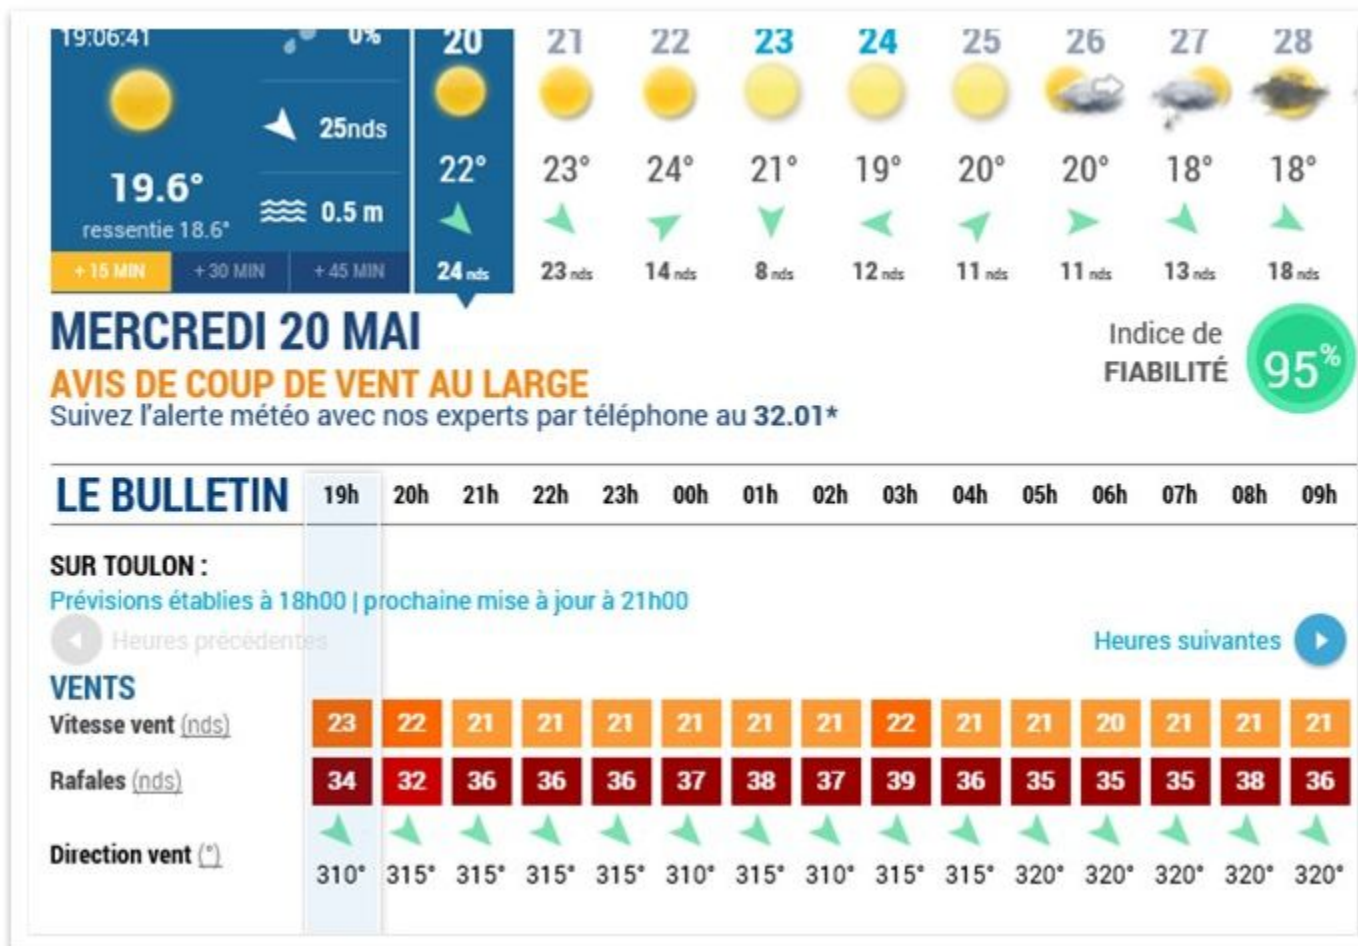 19:06:41
0%
20 21 22 23 24 25 26 27 28
25nds
19.6°
ressentie 18.6°
0.5 m
22° 23° 24° 21° 19° 20° 20° 18° 18°
+ 15 MIN + 30 MIN + 45 MIN
24 nds 23 nds 14 nds 8 nds 12 nds 11 nds 11 nds 13 nds 18 nds
MERCREDI 20 MAI
AVIS DE COUP DE VENT AU LARGE
Suivez l'alerte météo avec nos experts par téléphone au 32.01*
Indice de
FIABILITÉ
95%
LE BULLETIN 19h 20h 21h 22h 23h 00h 01h 02h 03h 04h 05h 06h 07h 08h 09h
SUR TOULON :
Prévisions établies à 18h00 | prochaine mise à jour à 21h00
Heures précédentes Heures suivantes
VENTS
Vitesse vent (nds) 23 22 21 21 21 21 21 21 22 21 21 20 21 21 21
Rafales (nds) 34 32 36 36 36 37 38 37 39 36 35 35 35 38 36
Direction vent (°) 310° 315° 315° 315° 315° 310° 315° 310° 315° 315° 320° 320° 320° 320° 320°